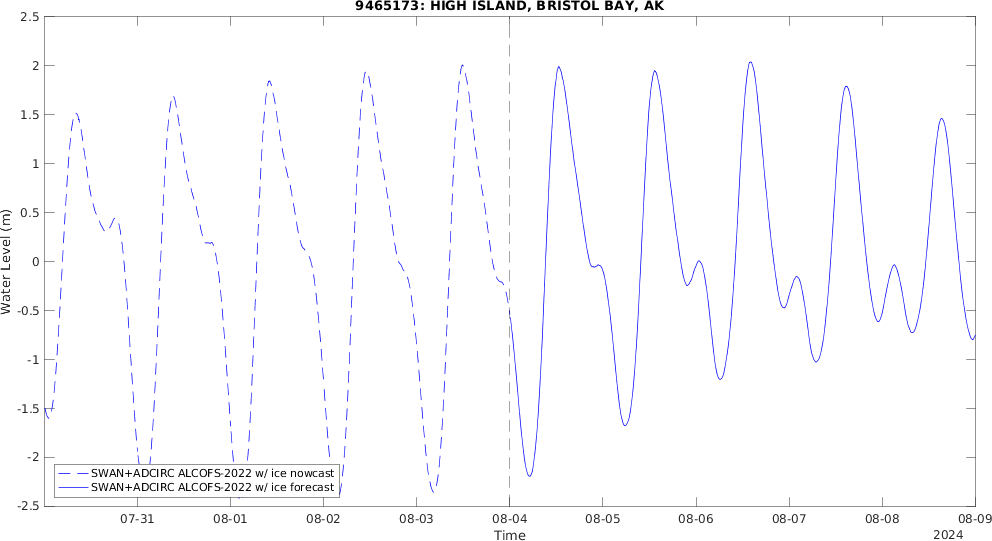 9465173: HIGH ISLAND, BRISTOL BAY, AK
2.5
2
1.5
1
0.5
0
-0.5
-1
-1.5
-2
-2.5
Water Level (m)
SWAN+ADCIRC ALCOFS-2022 w/ ice nowcast
SWAN+ADCIRC ALCOFS-2022 w/ ice forecast
07-31 08-01 08-02 08-03 08-04 08-05 08-06 08-07 08-08 08-09
Time
2024